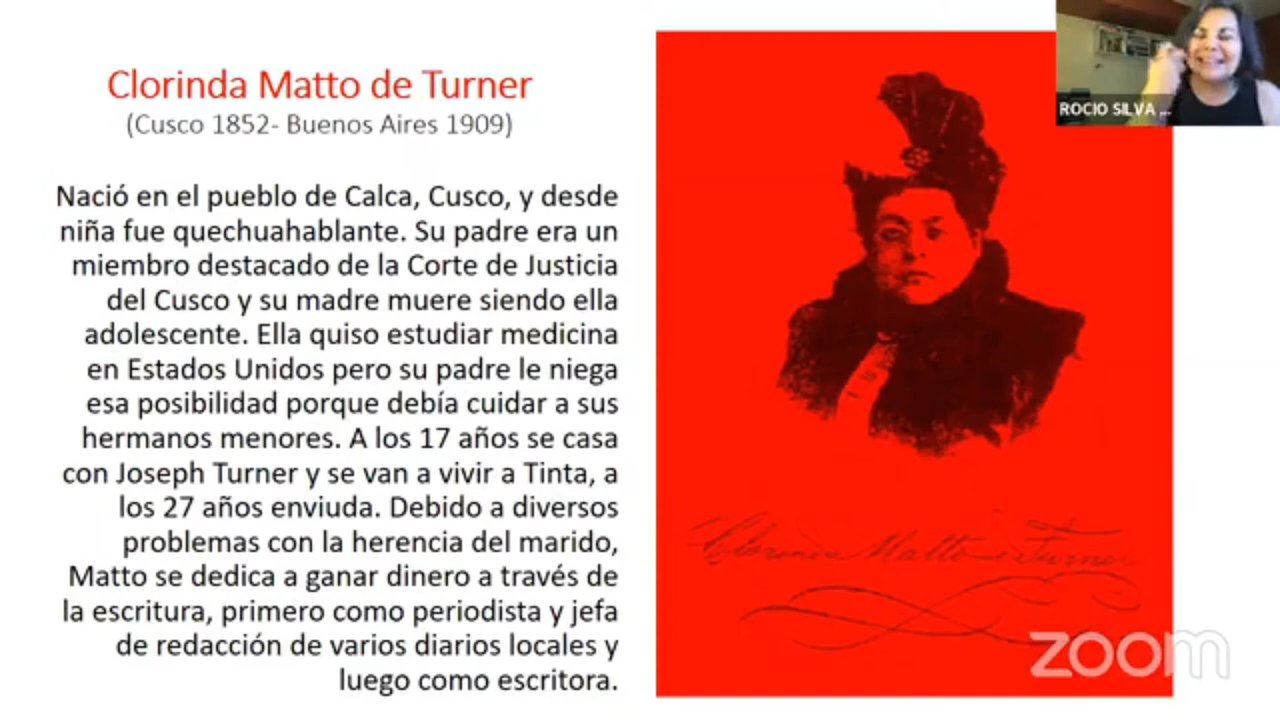 Clorinda Matto de Turner
(Cusco 1852- Buenos Aires 1909)
Nació en el pueblo de Calca, Cusco, y desde
niña fue quechuahablante. Su padre era un
miembro destacado de la Corte de Justicia
del Cusco y su madre muere siendo ella
adolescente. Ella quiso estudiar medicina
en Estados Unidos pero su padre le niega
esa posibilidad porque debía cuidar a sus
hermanos menores. A los 17 años se casa
con Joseph Turner y se van a vivir a Tinta, a
los 27 años enviuda. Debido a diversos
problemas con la herencia del marido,
Matto se dedica a ganar dinero a través de
la escritura, primero como periodista y jefa
de redacción de varios diarios locales y
luego como escritora.
ROCIO SILVA ...
Clorinda Matto de Turner
zoom